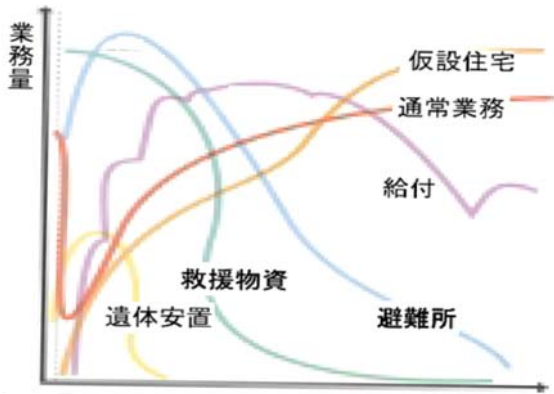 業務量
仮設住宅
通常業務
給付
救援物資
遺体安置
避難所